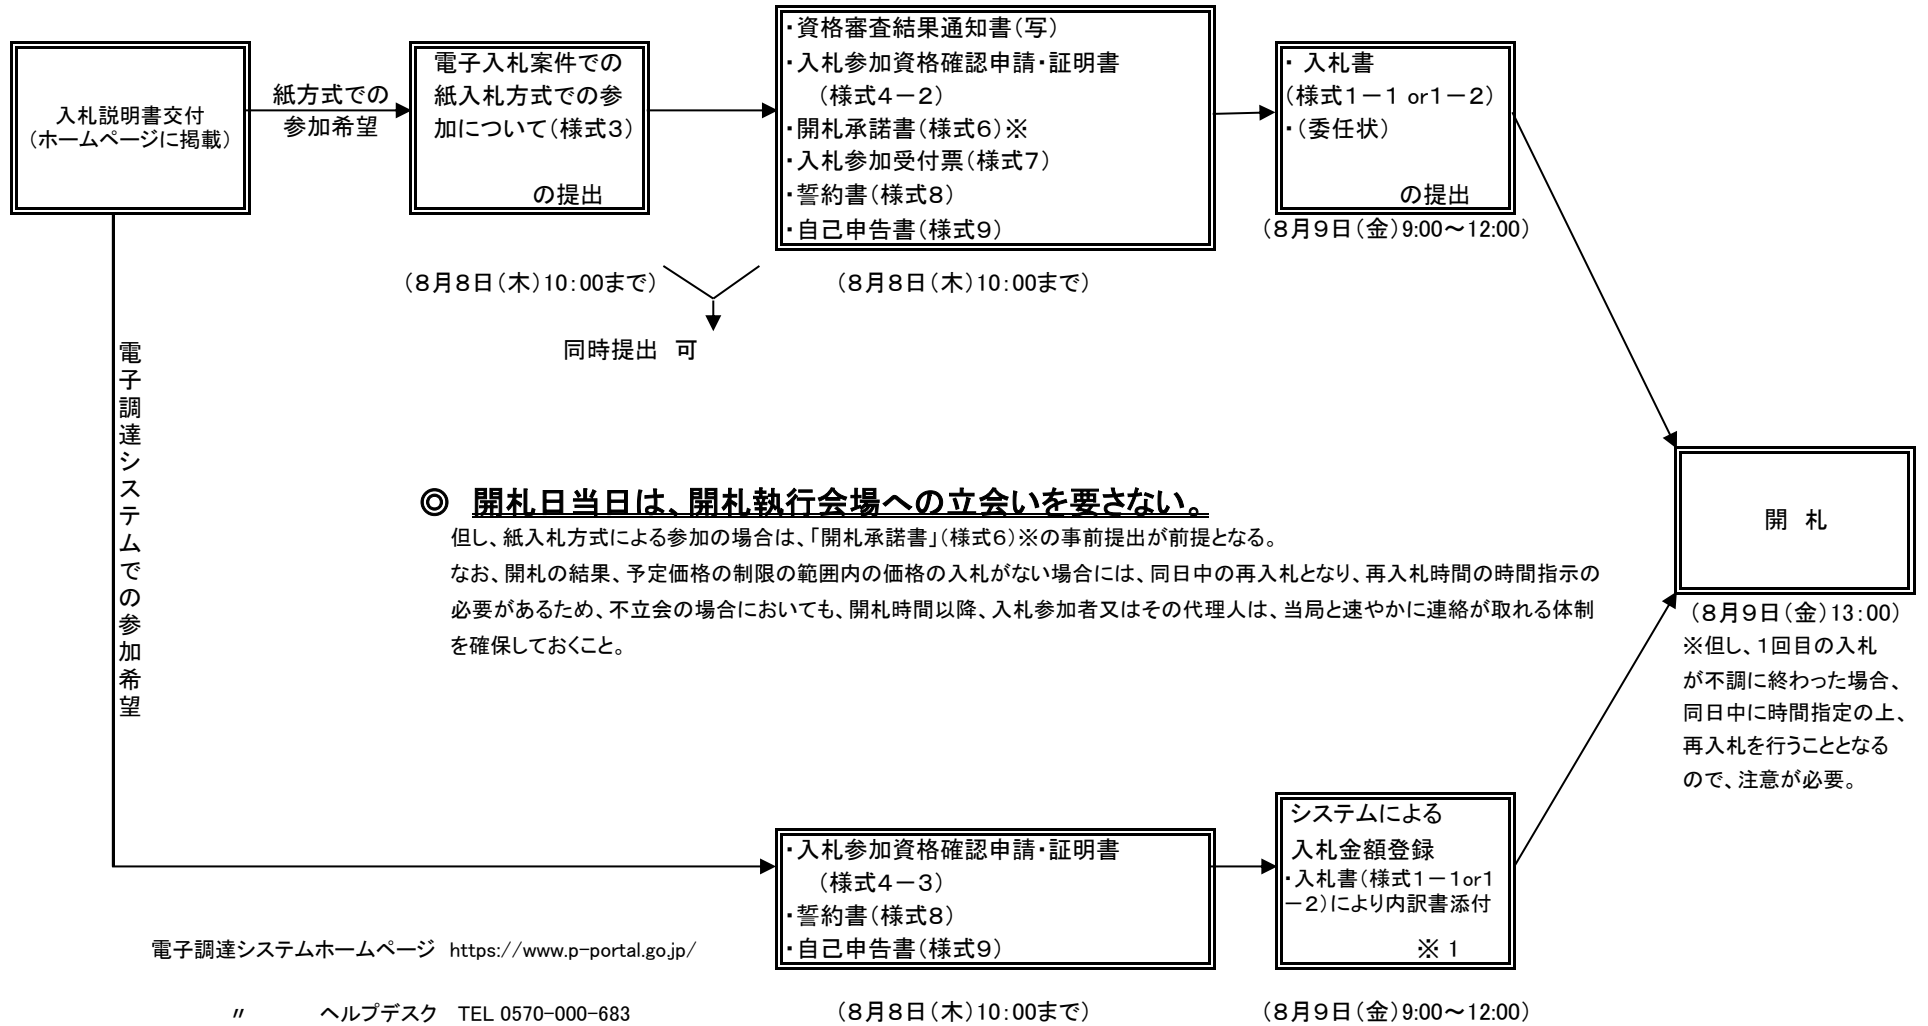 入札説明書交付
(ホームページに掲載)
紙方式での
参加希望
電子入札案件での
紙入札方式での参
加について(様式3)
の提出
・資格審査結果通知書(写)
・入札参加資格確認申請・証明書
(様式4-2)
・開札承諾書(様式6)※
・入札参加受付票(様式7)
・誓約書(様式8)
・自己申告書(様式9)
・ 入札書
(様式1-1 or1-2)
・(委任状)
の提出
(8月9日(金)9:00~12:00)
(8月8日(木)10:00まで)
(8月8日(木)10:00まで)
同時提出 可
電子調達システムでの参加希望
◎ 開札日当日は、開札執行会場への立会いを要さない。
但し、紙入札方式による参加の場合は、「開札承諾書」(様式6)※の事前提出が前提となる。
なお、開札の結果、予定価格の制限の範囲内の価格の入札がない場合には、同日中の再入札となり、再入札時間の時間指示の
必要があるため、不立会の場合においても、開札時間以降、入札参加者又はその代理人は、当局と速やかに連絡が取れる体制
を確保しておくこと。
開 札
(8月9日(金)13:00)
※但し、1回目の入札
が不調に終わった場合、
同日中に時間指定の上、
再入札を行うこととなる
ので、注意が必要。
・入札参加資格確認申請・証明書
(様式4-3)
・誓約書(様式8)
・自己申告書(様式9)
システムによる
入札金額登録
・入札書(様式1-1or1
-2)により内訳書添付
※1
電子調達システムホームページ https://www.p-portal.go.jp/
〃 ヘルプデスク TEL 0570-000-683
(8月8日(木)10:00まで)
(8月9日(金)9:00~12:00)